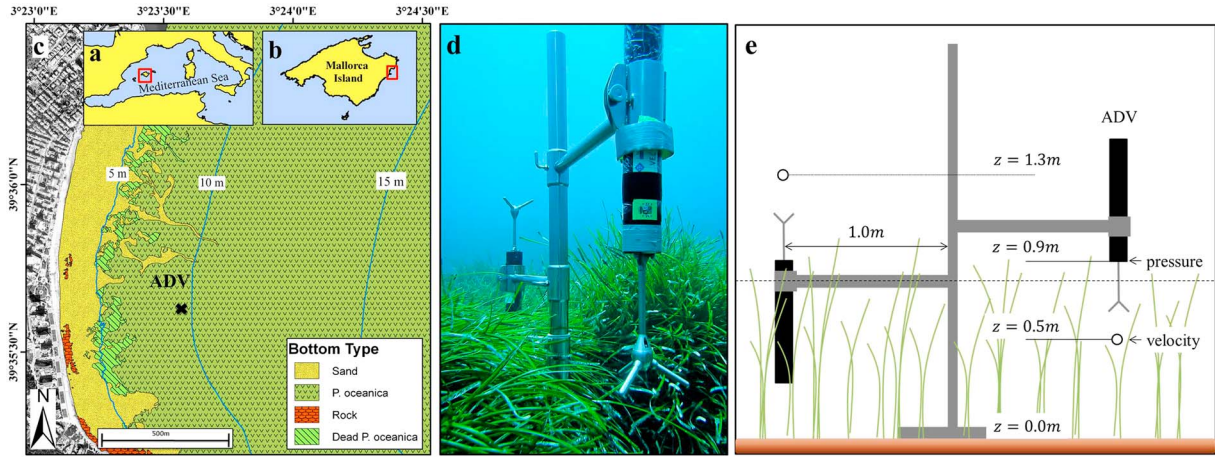 3°23'0"E
3°23'30"E
3°24'0"E
3°24'30"E
c
a
Mediterranean Sea
b
Mallorca
Island
39°36'0"N
39°35'30"N
5 m
10 m
15 m
ADV
Bottom Type
Sand
P. oceanica
Rock
Dead P. oceanica
N
500m
d
e
ADV
z = 1.3m
1.0m
z = 0.9m
pressure
z = 0.5m
velocity
z = 0.0m